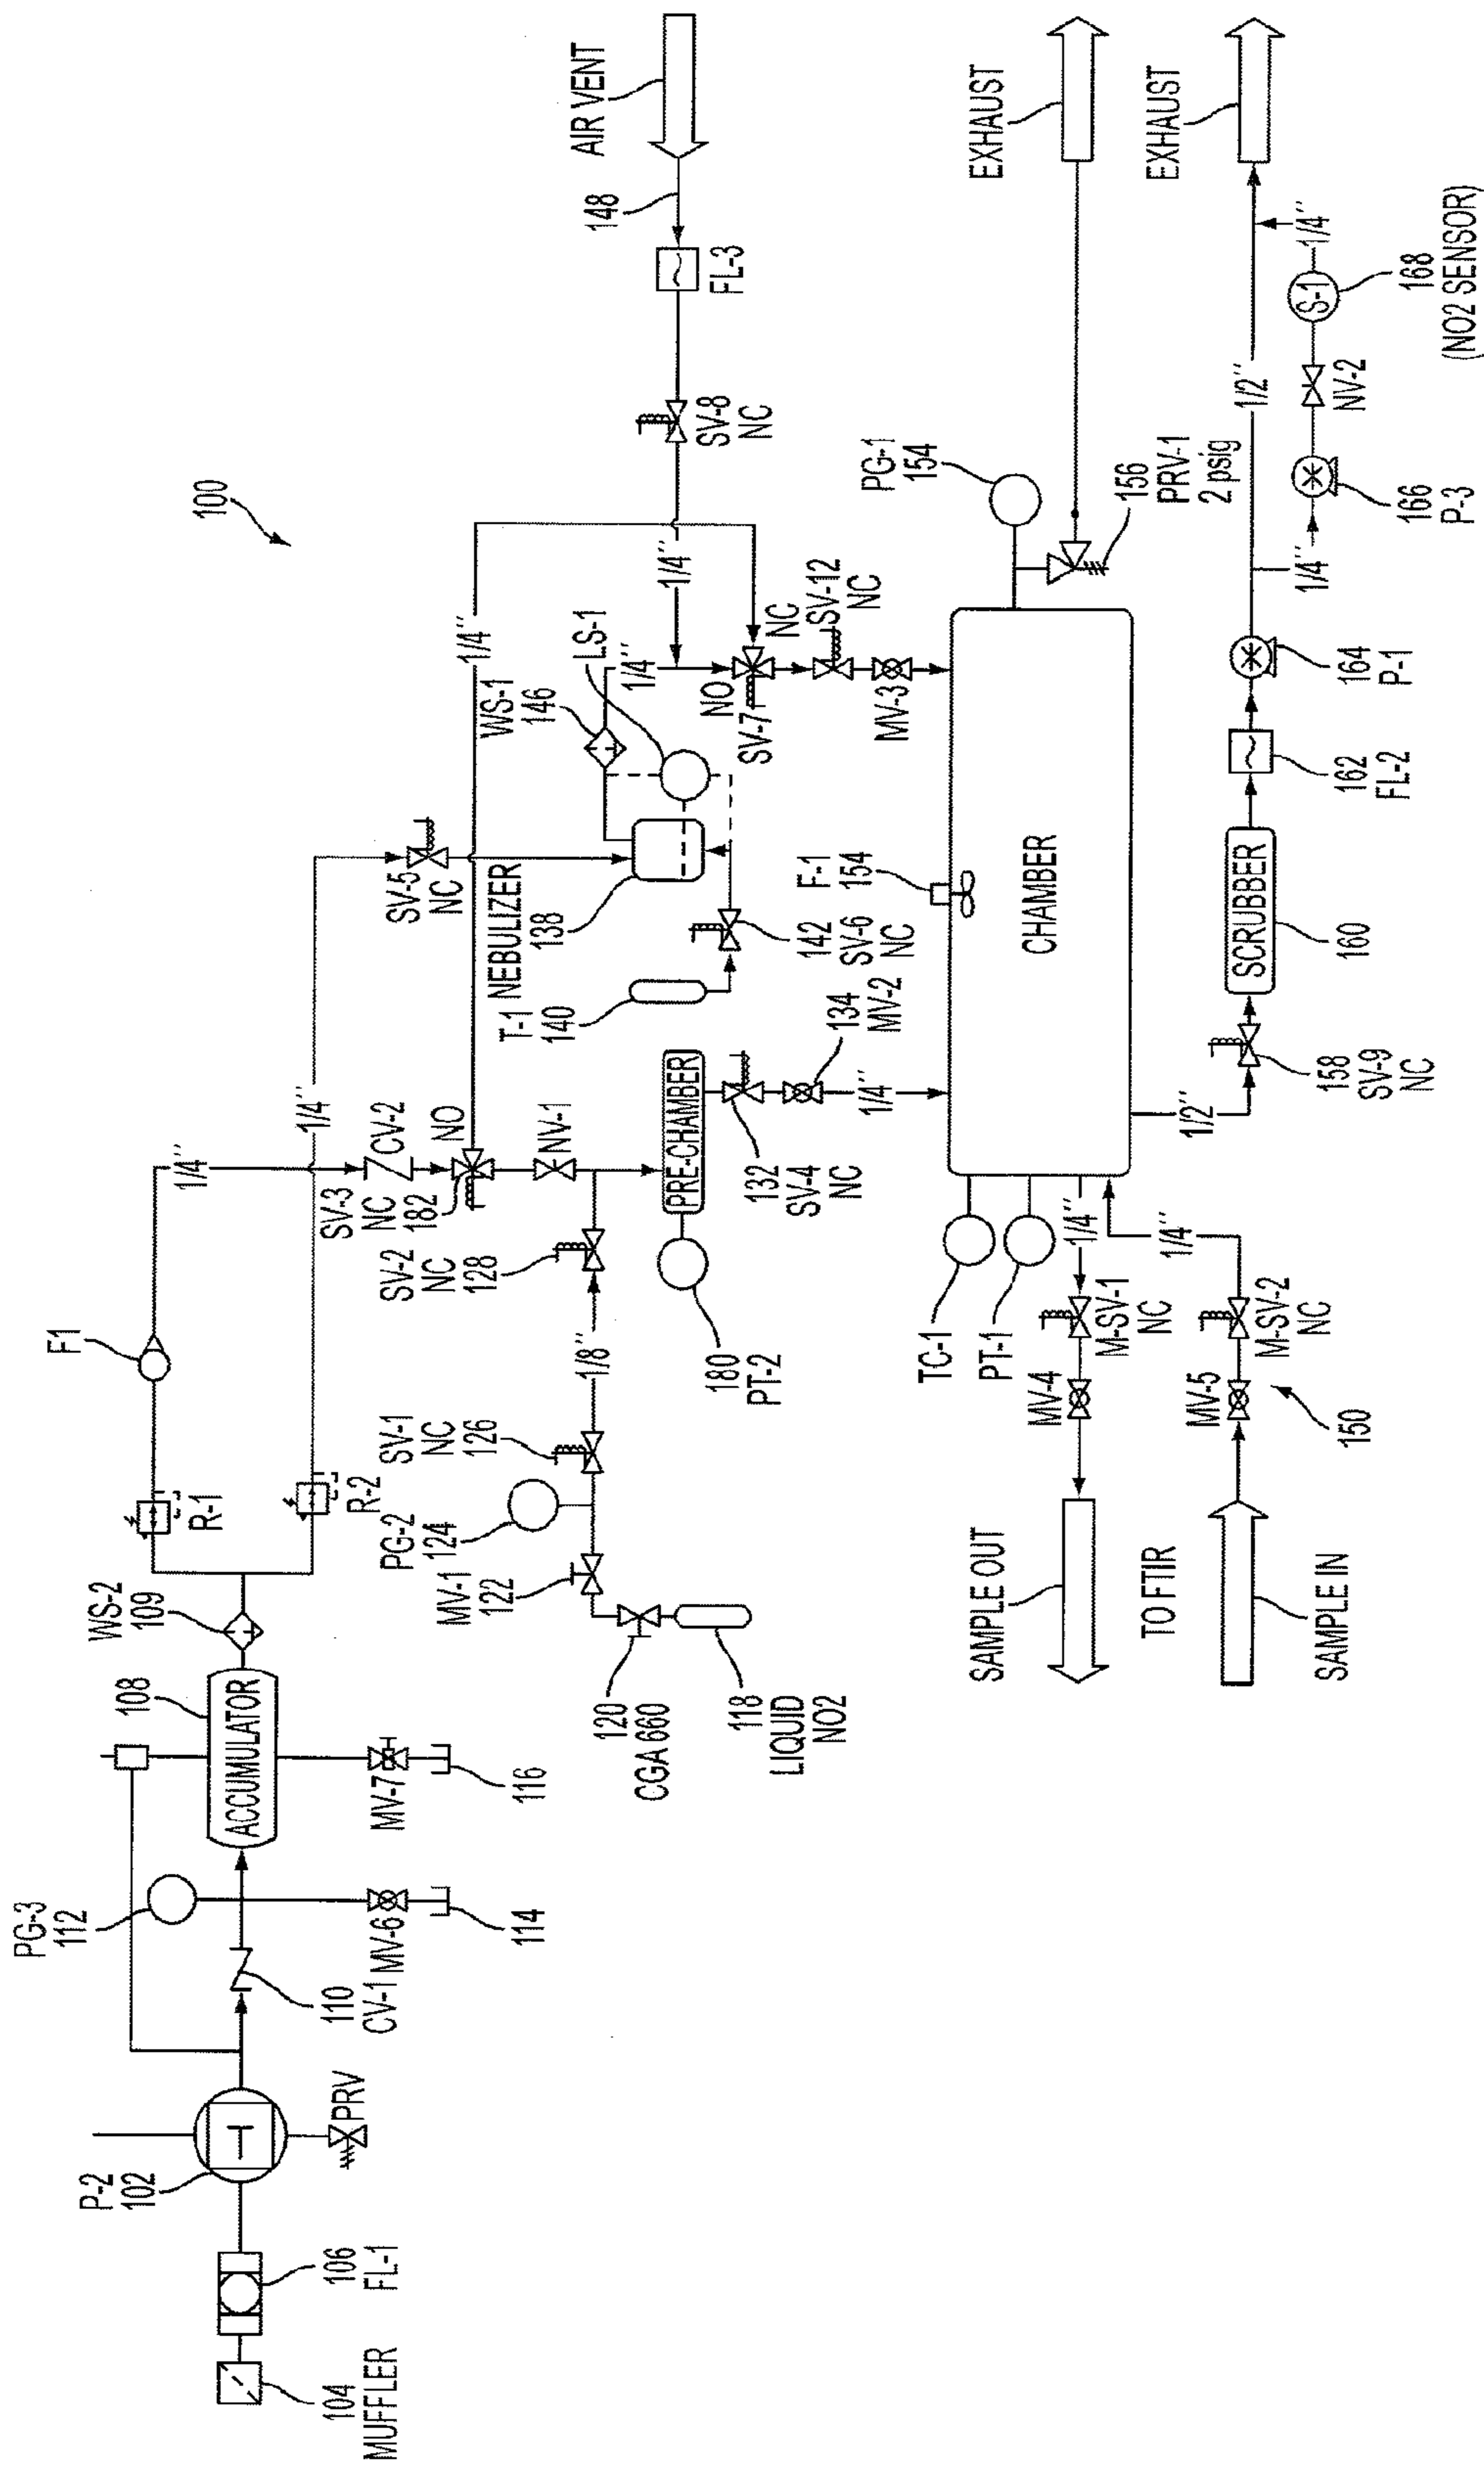 100
104
MUFFLER
106
FL-1
P-2
102
PRV
110
CV-1
PG-3
112
MV-6
114
108
ACCUMULATOR
MV-7
116
WS-2
109
R-1
R-2
F1
1/4"
1/4"
CV-2
SV-3
NC
182
NO
NV-1
SV-2
NC
128
1/8"
SV-1
NC
126
PG-2
124
MV-1
122
120
CGA 660
118
LIQUID
NO2
PRE-CHAMBER
180
PT-2
132
SV-4
NC
134
MV-2
1/4"
SV-5
NC
NEBULIZER
138
T-1
140
142
SV-6
NC
WS-1
146
LS-1
1/4"
1/4"
1/4"
NO
NC
SV-7
SV-12
NC
MV-3
SV-8
NC
FL-3
148
AIR VENT
CHAMBER
F-1
154
PG-1
154
156
PRV-1
2 psig
EXHAUST
EXHAUST
TC-1
PT-1
1/4"
M-SV-1
NC
MV-4
SAMPLE OUT
TO FTIR
SAMPLE IN
MV-5
M-SV-2
NC
150
1/4"
1/2"
158
SV-9
NC
SCRUBBER
160
162
FL-2
164
P-1
1/2"
1/4"
166
P-3
NV-2
S-1
1/4"
168
(NO2 SENSOR)
T